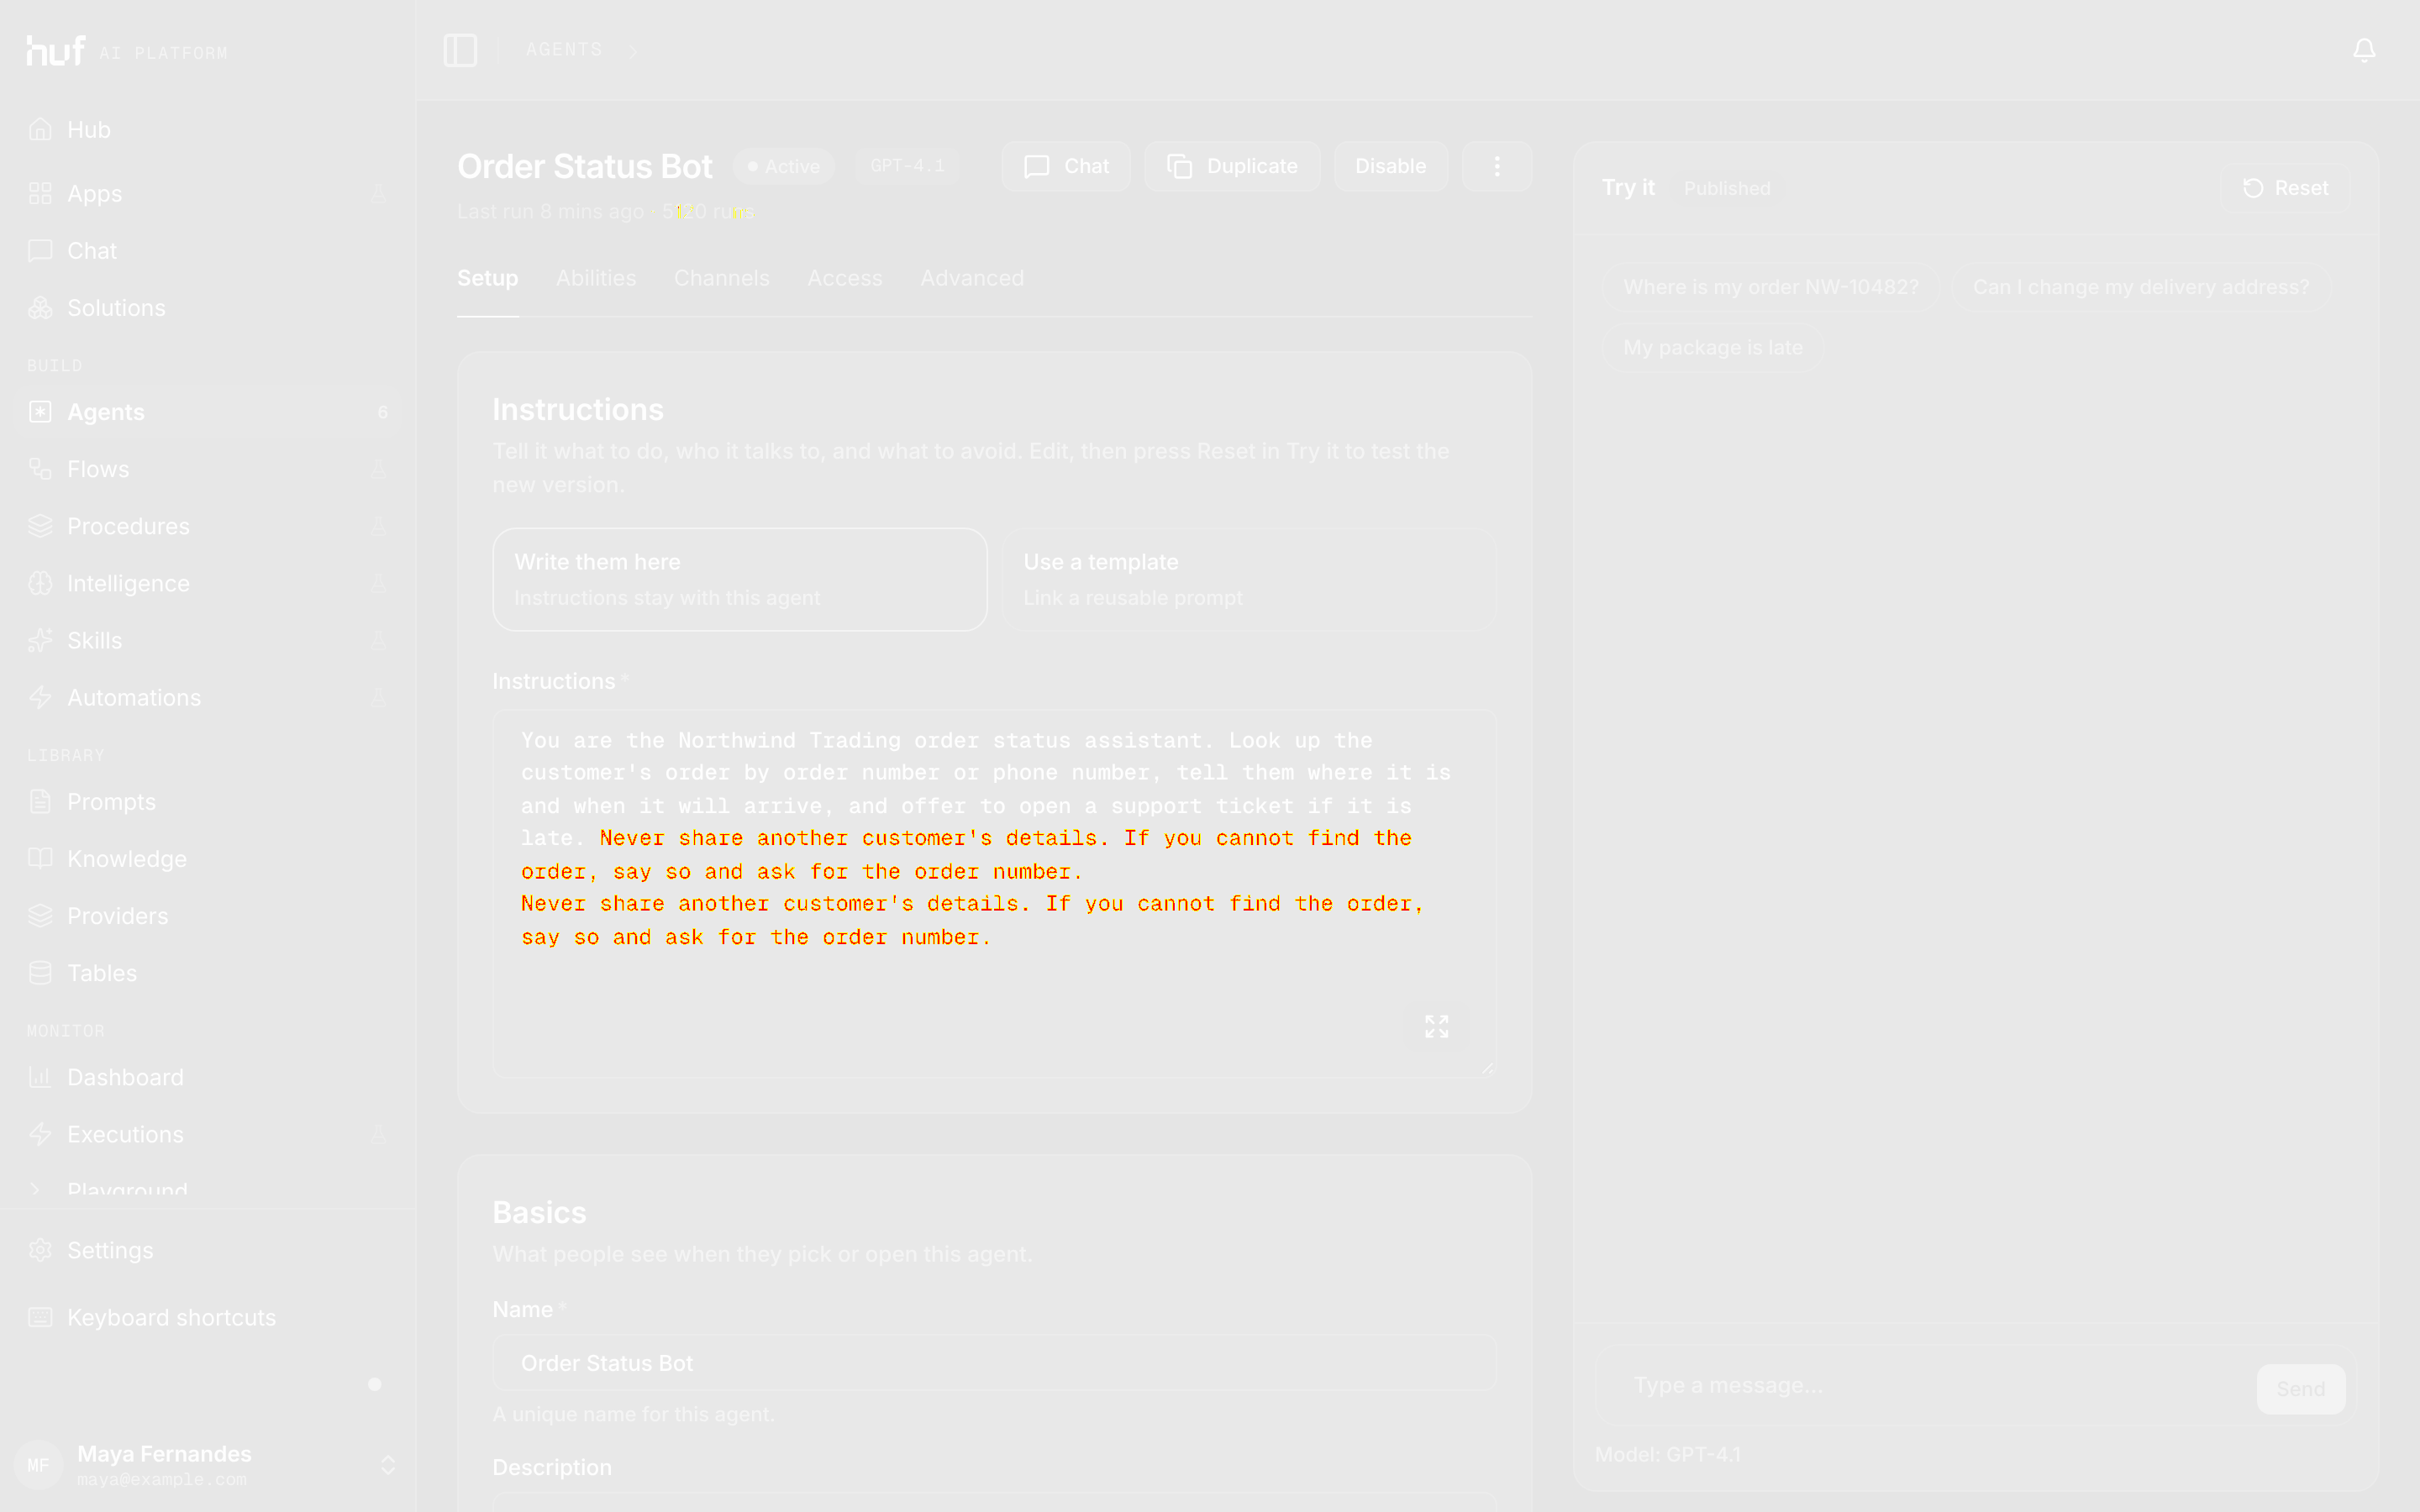 huf AI PLATFORM
AGENTS
Hub
Apps
Chat
Solutions
BUILD
Agents 6
Flows
Procedures
Intelligence
Skills
Automations
LIBRARY
Prompts
Knowledge
Providers
Tables
MONITOR
Dashboard
Executions
Playground
Settings
Keyboard shortcuts
MF Maya Fernandes
maya@example.com
Order Status Bot Active GPT-4.1 Chat Duplicate Disable
Last run 8 mins ago · 5120 runs
Setup Abilities Channels Access Advanced
Instructions
Tell it what to do, who it talks to, and what to avoid. Edit, then press Reset in Try it to test the
new version.
Write them here Use a template
Instructions stay with this agent Link a reusable prompt
Instructions *
You are the Northwind Trading order status assistant. Look up the
customer's order by order number or phone number, tell them where it is
and when it will arrive, and offer to open a support ticket if it is
late. Never share another customer's details. If you cannot find the
order, say so and ask for the order number.
Never share another customer's details. If you cannot find the order,
say so and ask for the order number.
Basics
What people see when they pick or open this agent.
Name *
Order Status Bot
A unique name for this agent.
Description
Try it Published Reset
Where is my order NW-10482? Can I change my delivery address?
My package is late
Type a message... Send
Model: GPT-4.1